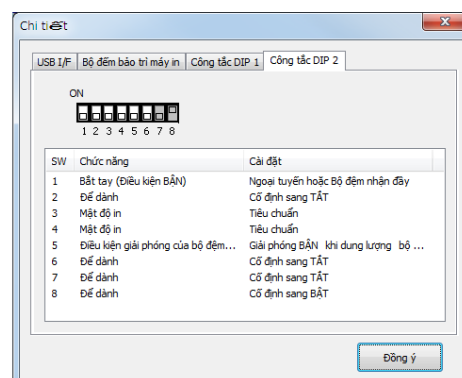 Chi tiết
USB I/F Bộ đếm bảo trì máy in Công tắc DIP 1 Công tắc DIP 2
ON
1 2 3 4 5 6 7 8
SW Chức năng Cài đặt
1 Bắt tay (Điều kiện BẬN) Ngoại tuyến hoặc Bộ đệm nhận đầy
2 Để dành Cố định sang TẮT
3 Mật độ in Tiêu chuẩn
4 Mật độ in Tiêu chuẩn
5 Điều kiện giải phóng của bộ đệm... Giải phóng BẬN khi dung lượng bộ ...
6 Để dành Cố định sang TẮT
7 Để dành Cố định sang TẮT
8 Để dành Cố định sang BẬT
Đồng ý